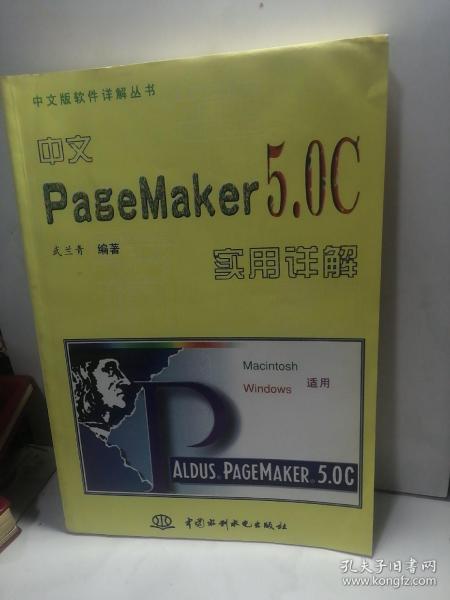 中文版软件详解丛书
中文
PageMaker 5.0C
武兰青 编著
实用详解
Macintosh
Windows 适用
P
ALDUS® PAGEMAKER® 5.0C
中国水利水电出版社
孔夫子旧书网
www.kongfz.com